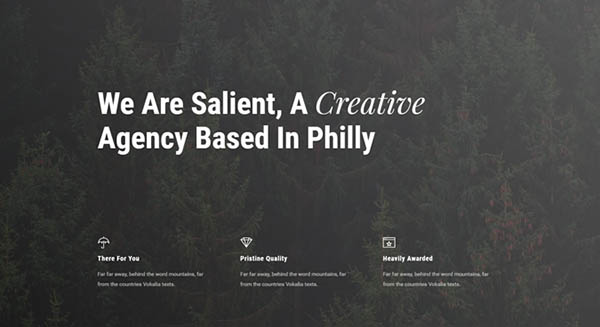 We Are Salient, A Creative
Agency Based In Philly
There For You
Far far away, behind the word mountains, far
from the countries Vokalia texts.
Pristine Quality
Far far away, behind the word mountains, far
from the countries Vokalia texts.
Heavily Awarded
Far far away, behind the word mountains, far
from the countries Vokalia texts.